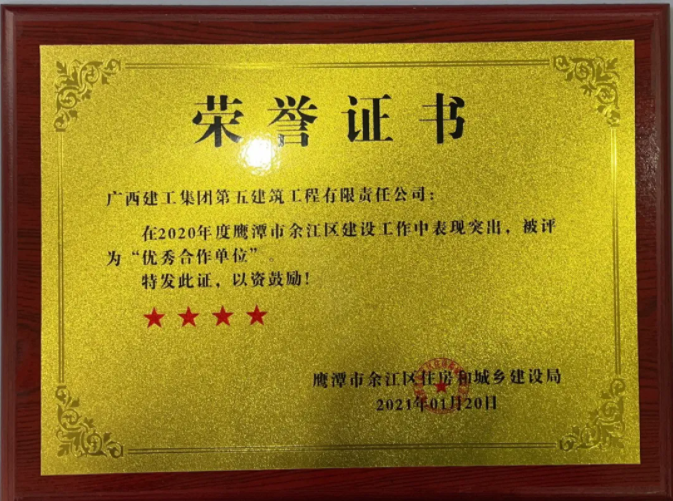 荣誉证书
广西建工集团第五建筑工程有限责任公司：
在2020年度鹰潭市余江区建设工作中表现突出，被评
为“优秀合作单位”。
特发此证，以资鼓励！
鹰潭市余江区住房和城乡建设局
2021年01月20日